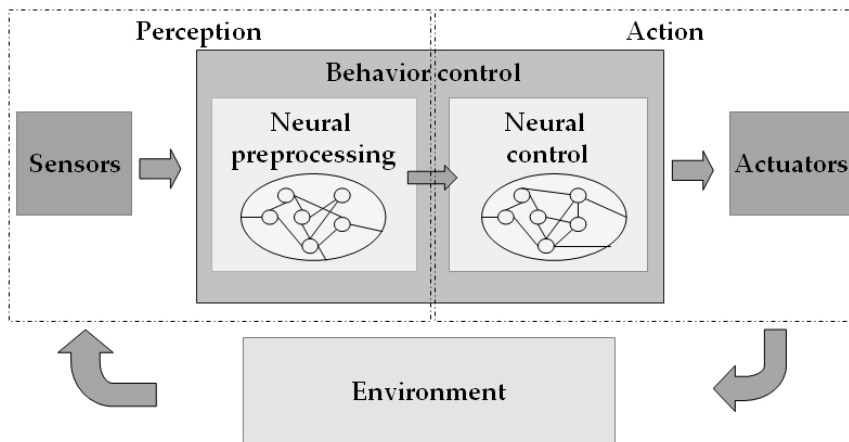 Perception
Action
Behavior control
Sensors
Neural
preprocessing
Neural
control
Actuators
Environment